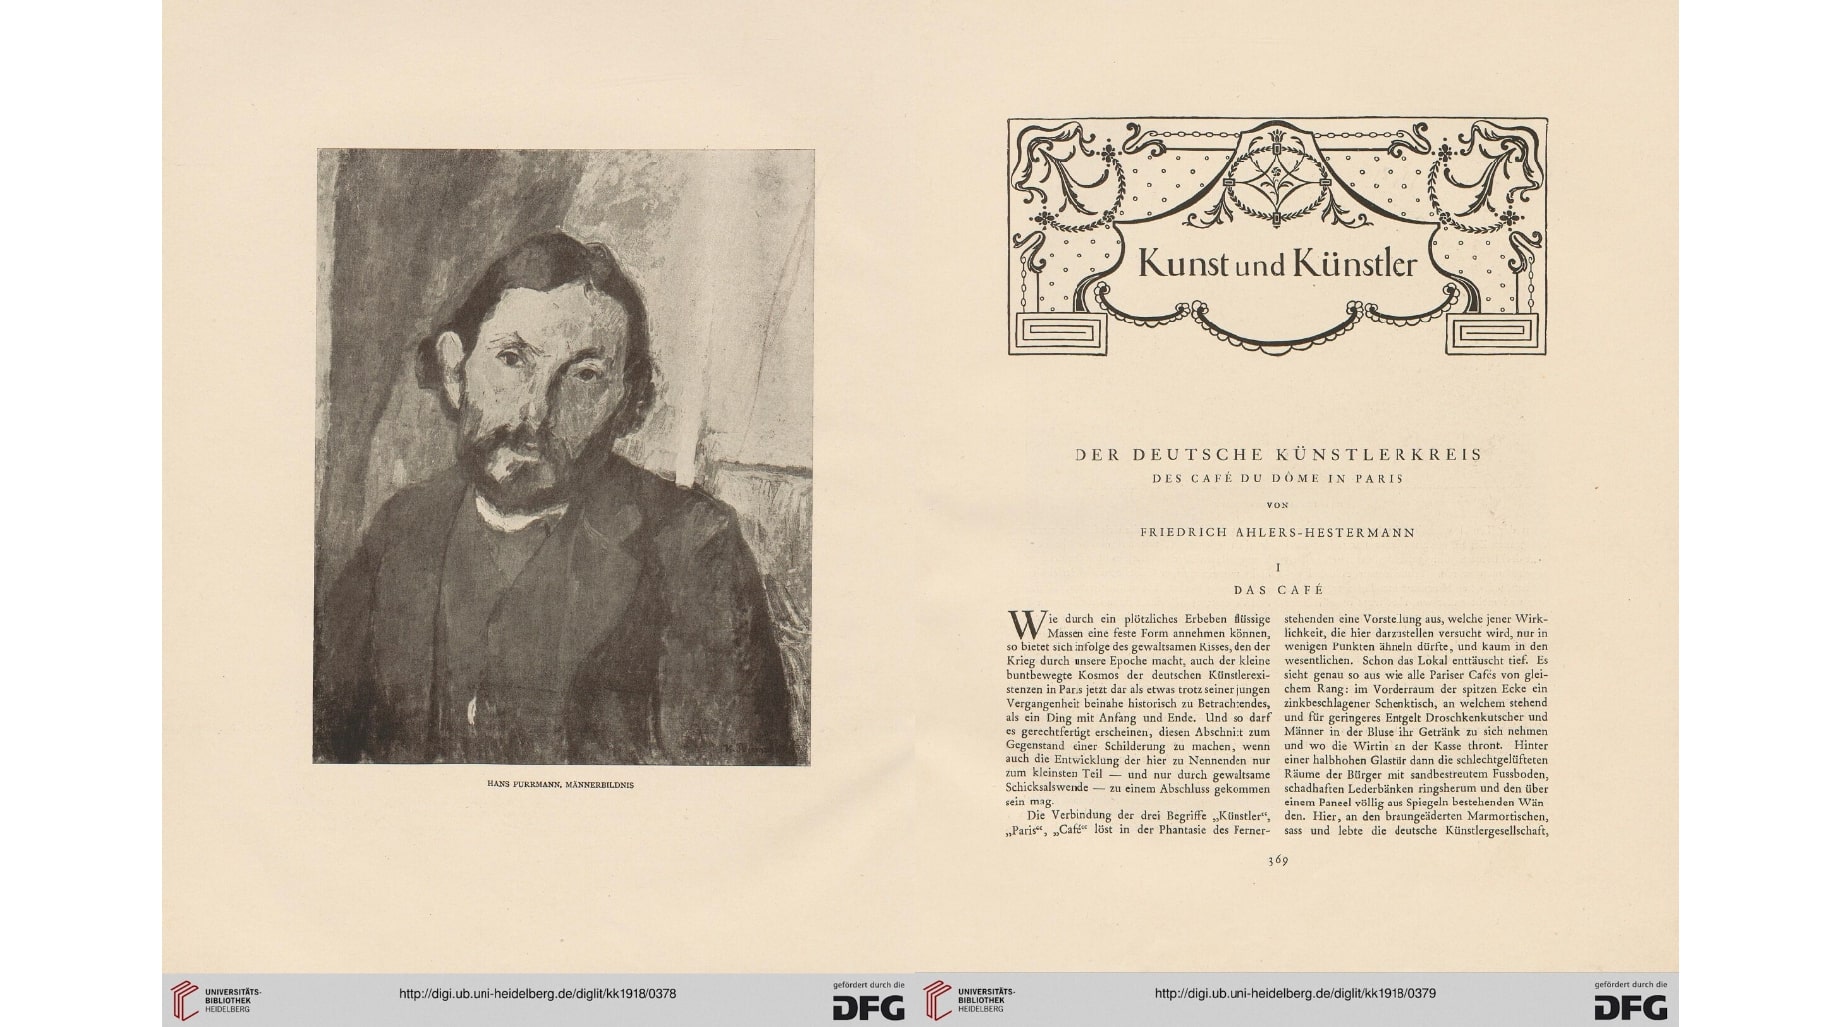 HANS PURRMANN, MÄNNERBILDNIS
UNIVERSITÄTS-
BIBLIOTHEK
HEIDELBERG
http://digi.ub.uni-heidelberg.de/diglit/kk1918/0378
gefördert durch die
DFG
Kunst und Künstler
DER DEUTSCHE KÜNSTLERKREIS
DES CAFÉ DU DÔME IN PARIS
VON
FRIEDRICH AHLERS-HESTERMANN
I
DAS CAFÉ
Wie durch ein plötzliches Erbeben flüssige
Massen eine feste Form annehmen können,
so bietet sich infolge des gewaltsamen Risses, den der
Krieg durch unsere Epoche macht, auch der kleine
buntbewegte Kosmos der deutschen Künstlerexi-
stenzen in Paris jetzt dar als etwas trotz seiner jungen
Vergangenheit beinahe historisch zu Betrachtendes,
als ein Ding mit Anfang und Ende. Und so darf
es gerechtfertigt erscheinen, diesen Abschnitt zum
Gegenstand einer Schilderung zu machen, wenn
auch die Entwicklung der hier zu Nennenden nur
zum kleinsten Teil — und nur durch gewaltsame
Schicksalswende — zu einem Abschluss gekommen
sein mag.
Die Verbindung der drei Begriffe „Künstler“,
„Paris“, „Café“ löst in der Phantasie des Ferner-
stehenden eine Vorstellung aus, welche jener Wirk-
lichkeit, die hier darzustellen versucht wird, nur in
wenigen Punkten ähneln dürfte, und kaum in den
wesentlichen. Schon das Lokal enttäuscht tief. Es
sieht genau so aus wie alle Pariser Cafés von glei-
chem Rang: im Vorderraum der spitzen Ecke ein
zinkbeschlagener Schenktisch, an welchem stehend
und für geringeres Entgelt Droschkenkutscher und
Männer in der Bluse ihr Getränk zu sich nehmen
und wo die Wirtin an der Kasse thront. Hinter
einer halbhohen Glastür dann die schlechtgelüfteten
Räume der Bürger mit sandbestreutem Fussboden,
schadhaften Lederbänken ringsherum und den über
einem Paneel völlig aus Spiegeln bestehenden Wän
den. Hier, an den braungeäderten Marmortischen,
sass und lebte die deutsche Künstlergesellschaft,
369
UNIVERSITÄTS-
BIBLIOTHEK
HEIDELBERG
http://digi.ub.uni-heidelberg.de/diglit/kk1918/0379
gefördert durch die
DFG